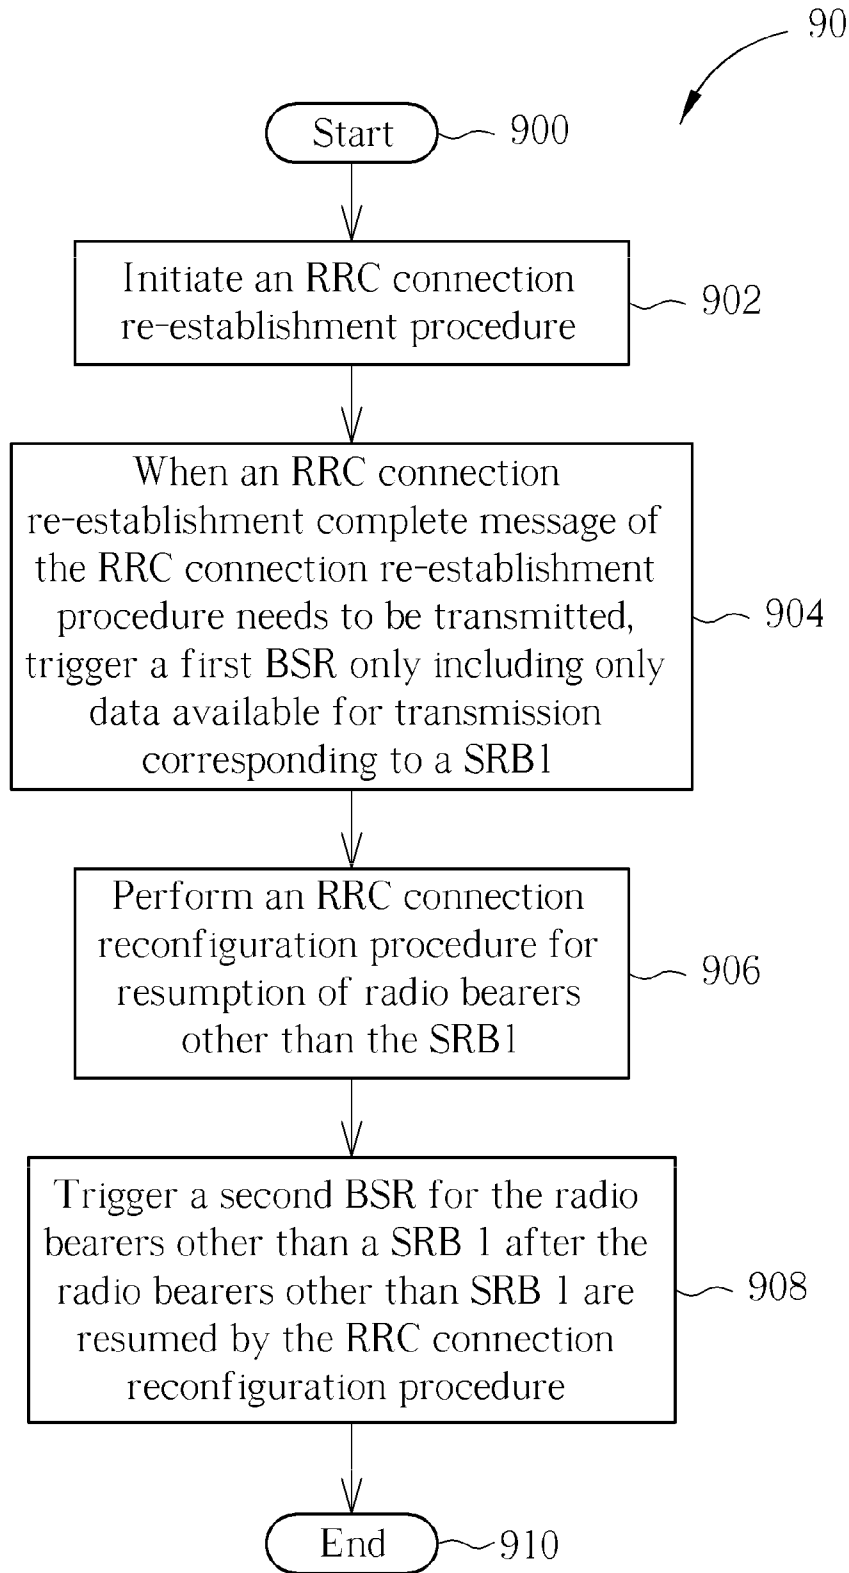 90
Start
900
Initiate an RRC connection
re-establishment procedure
902
When an RRC connection
re-establishment complete message of
the RRC connection re-establishment
procedure needs to be transmitted,
trigger a first BSR only including only
data available for transmission
corresponding to a SRB1
904
Perform an RRC connection
reconfiguration procedure for
resumption of radio bearers
other than the SRB1
906
Trigger a second BSR for the radio
bearers other than a SRB 1 after the
radio bearers other than SRB 1 are
resumed by the RRC connection
reconfiguration procedure
908
End
910